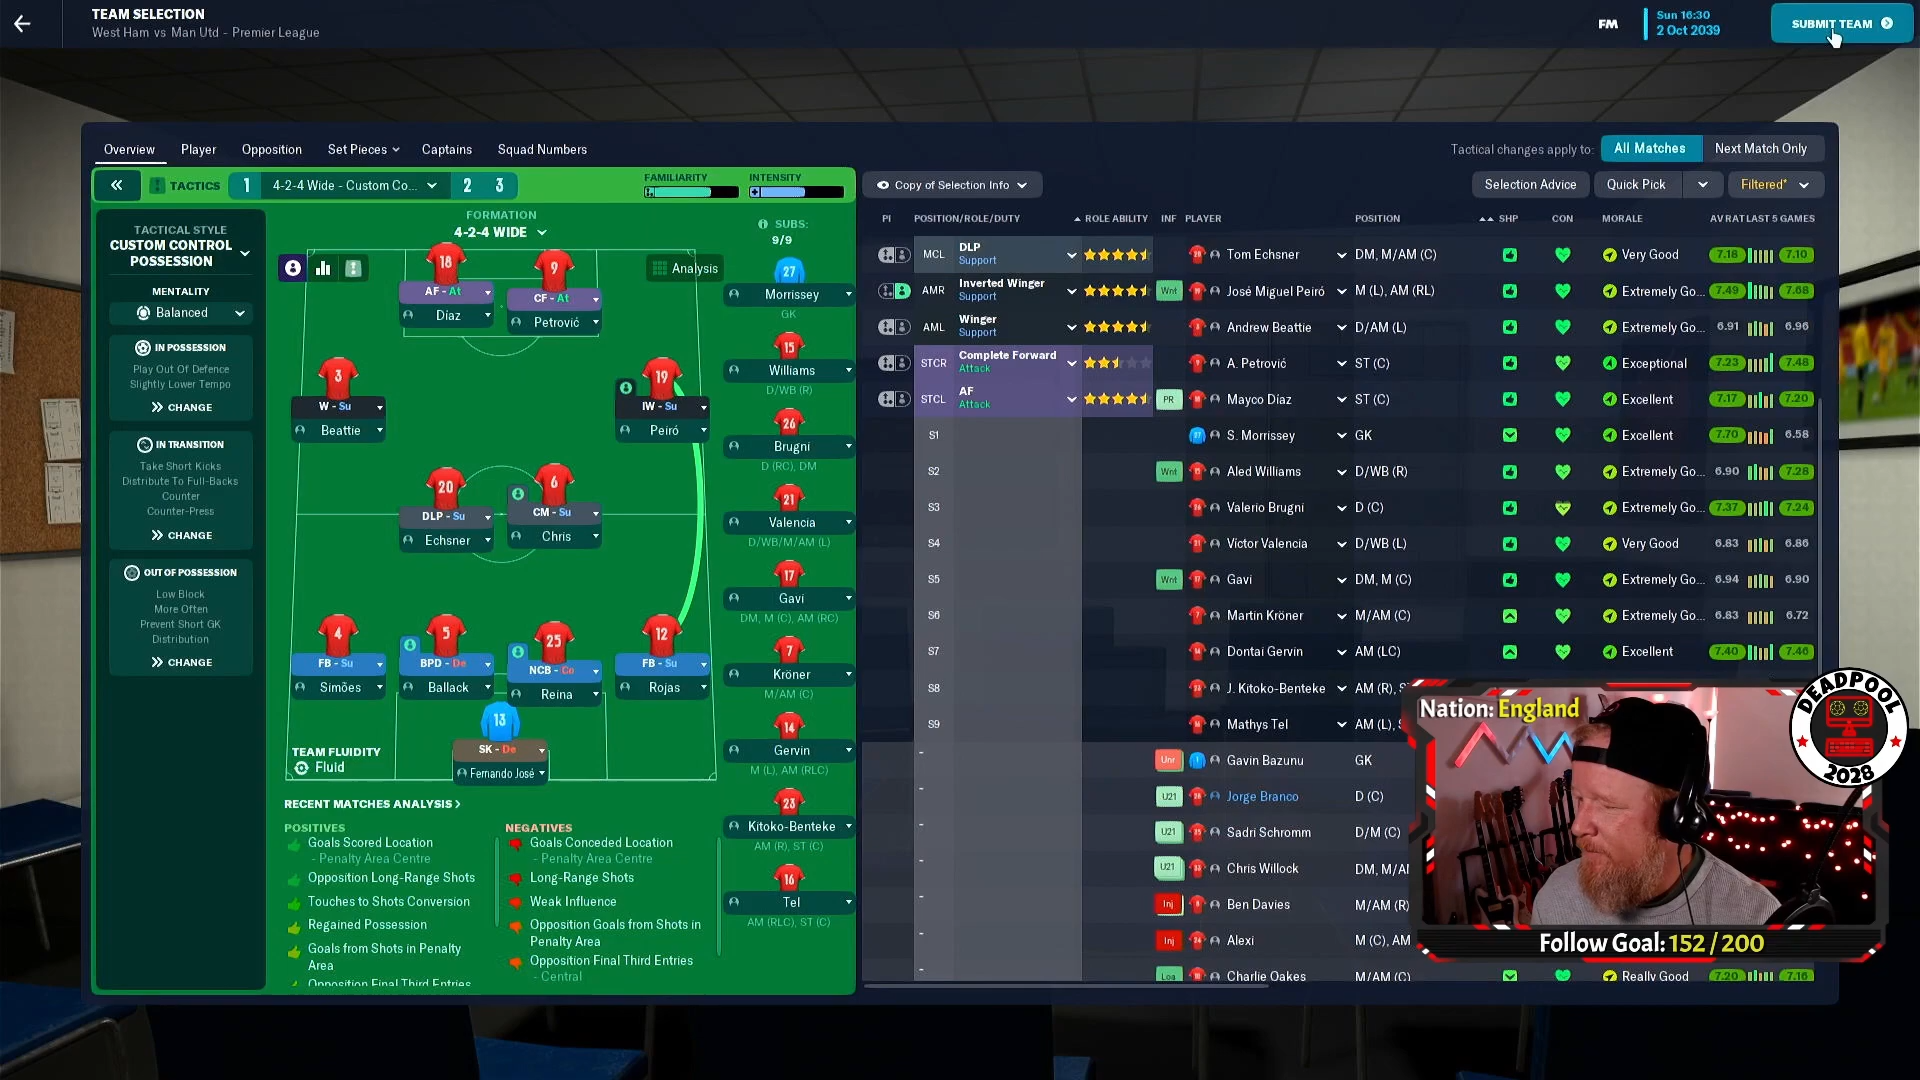 TEAM SELECTION
West Ham vs Man Utd - Premier League
FM
Sun 16:30
2 Oct 2039
SUBMIT TEAM
Overview
Player
Opposition
Set Pieces
Captains
Squad Numbers
Tactical changes apply to:
All Matches
Next Match Only
TACTICS
1
4-2-4 Wide - Custom Co...
2
3
FAMILIARITY
INTENSITY
Copy of Selection Info
Selection Advice
Quick Pick
Filtered*
TACTICAL STYLE
CUSTOM CONTROL
POSSESSION
MENTALITY
Balanced
IN POSSESSION
Play Out Of Defence
Slightly Lower Tempo
CHANGE
IN TRANSITION
Take Short Kicks
Distribute To Full-Backs
Counter
Counter-Press
CHANGE
OUT OF POSSESSION
Low Block
More Often
Prevent Short GK
Distribution
CHANGE
FORMATION
4-2-4 WIDE
Analysis
18
AF - At
Díaz
9
CF - At
Petrović
3
W - Su
Beattie
19
IW - Su
Peiró
20
DLP - Su
Echsner
6
CM - Su
Chris
4
FB - Su
Simões
5
BPD - De
Ballack
25
NCB - Co
Reina
12
FB - Su
Rojas
13
SK - De
Fernando José
TEAM FLUIDITY
Fluid
RECENT MATCHES ANALYSIS >
POSITIVES
Goals Scored Location
- Penalty Area Centre
Opposition Long-Range Shots
Touches to Shots Conversion
Regained Possession
Goals from Shots in Penalty
Area
Opposition Final Third Entries
NEGATIVES
Goals Conceded Location
- Penalty Area Centre
Long-Range Shots
Weak Influence
Opposition Goals from Shots in
Penalty Area
Opposition Final Third Entries
- Central
SUBS:
9/9
27
Morrissey
GK
15
Williams
D/WB (R)
26
Brugni
D (RC), DM
21
Valencia
D/WB/M/AM (L)
17
Gavi
DM, M (C), AM (RC)
7
Kröner
M/AM (C)
14
Gervin
M (L), AM (RLC)
23
Kitoko-Benteke
AM (R), ST (C)
16
Tel
AM (RLC), ST (C)
PI POSITION/ROLE/DUTY ROLE ABILITY INF PLAYER POSITION SHP CON MORALE AV RAT LAST 5 GAMES
MCL DLP Support Tom Echsner DM, M/AM (C) Very Good 7.18 7.10
AMR Inverted Winger Support Wnt José Miguel Peiró M (L), AM (RL) Extremely Go... 7.49 7.68
AML Winger Support Andrew Beattie D/AM (L) Extremely Go... 6.91 6.96
STCR Complete Forward Attack A. Petrović ST (C) Exceptional 7.23 7.48
STCL AF Attack PR Mayco Díaz ST (C) Excellent 7.17 7.20
S1 S. Morrissey GK Excellent 7.70 6.58
S2 Wnt Aled Williams D/WB (R) Extremely Go... 6.90 7.28
S3 Valerio Brugni D (C) Extremely Go... 7.37 7.24
S4 Víctor Valencia D/WB (L) Very Good 6.83 6.86
S5 Wnt Gavi DM, M (C) Extremely Go... 6.94 6.90
S6 Martin Kröner M/AM (C) Extremely Go... 6.83 6.72
S7 Dontai Gervin AM (LC) Excellent 7.40 7.46
S8 J. Kitoko-Benteke AM (R), S
S9 Mathys Tel AM (L), S
- Unr Gavin Bazunu GK
- U21 Jorge Branco D (C)
- U21 Sadri Schromm D/M (C)
- U21 Chris Willock DM, M/AM
- Inj Ben Davies M/AM (R)
- Inj Alexi M (C), AM
- Loa Charlie Oakes M/AM (C) Really Good 7.20 7.16
Nation: England
DEADPOOL
2028
Follow Goal: 152 / 200